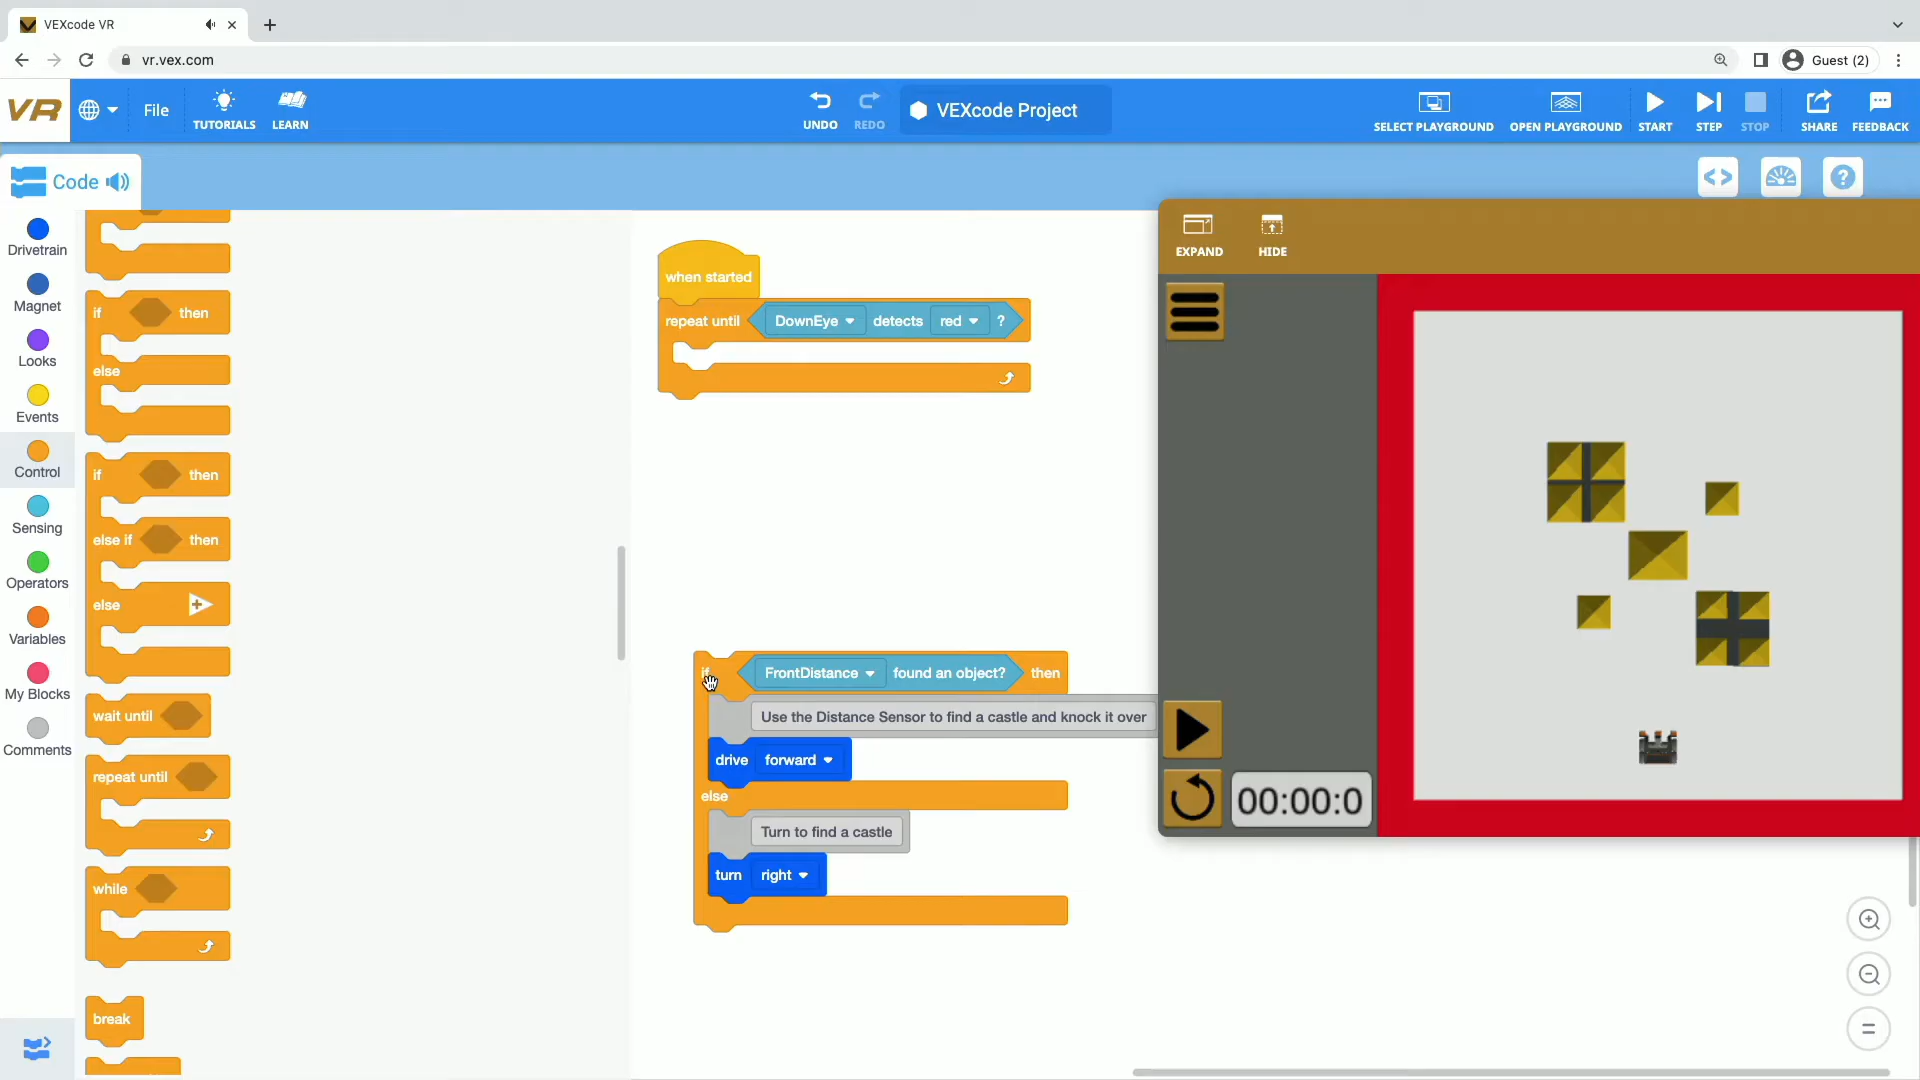 VEXcode VR
vr.vex.com
Guest (2)
VR
File
TUTORIALS
LEARN
UNDO
REDO
VEXcode Project
SELECT PLAYGROUND
OPEN PLAYGROUND
START
STEP
STOP
SHARE
FEEDBACK
Code
Drivetrain
Magnet
Looks
Events
Control
Sensing
Operators
Variables
My Blocks
Comments
if then
else
if then
else if then
else
wait until
repeat until
while
break
when started
repeat until DownEye detects red ?
if FrontDistance found an object? then
Use the Distance Sensor to find a castle and knock it over
drive forward
else
Turn to find a castle
turn right
EXPAND
HIDE
00:00:0